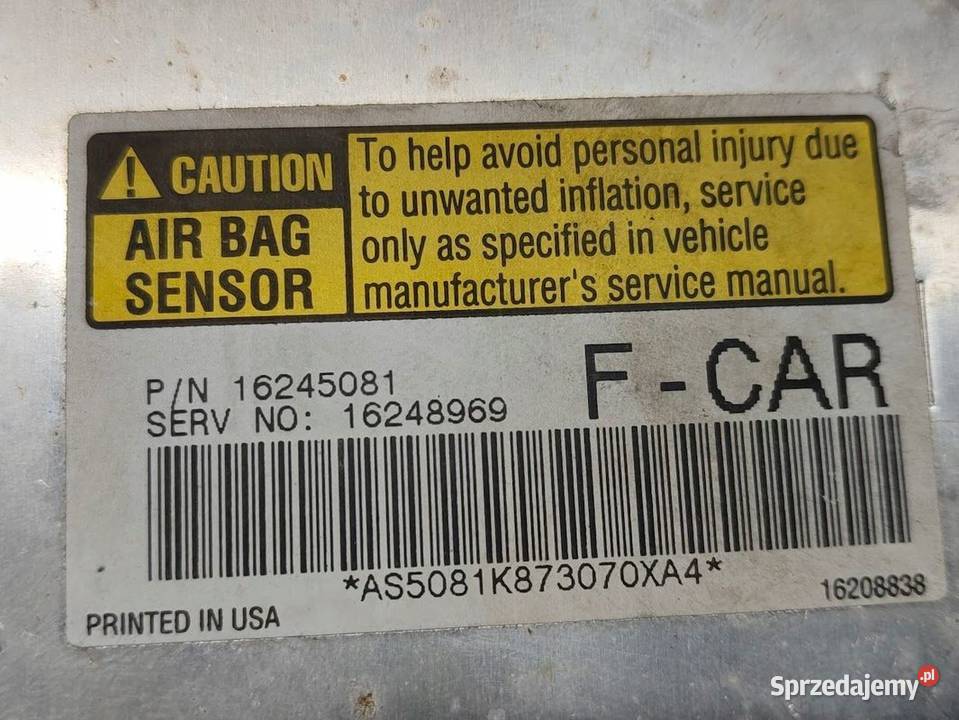 CAUTION
AIR BAG
SENSOR
To help avoid personal injury due
to unwanted inflation, service
only as specified in vehicle
manufacturer's service manual.
P/N 16245081
SERV NO: 16248969
F-CAR
*AS5081K873070XA4*
16208838
PRINTED IN USA
Sprzedajemy.pl